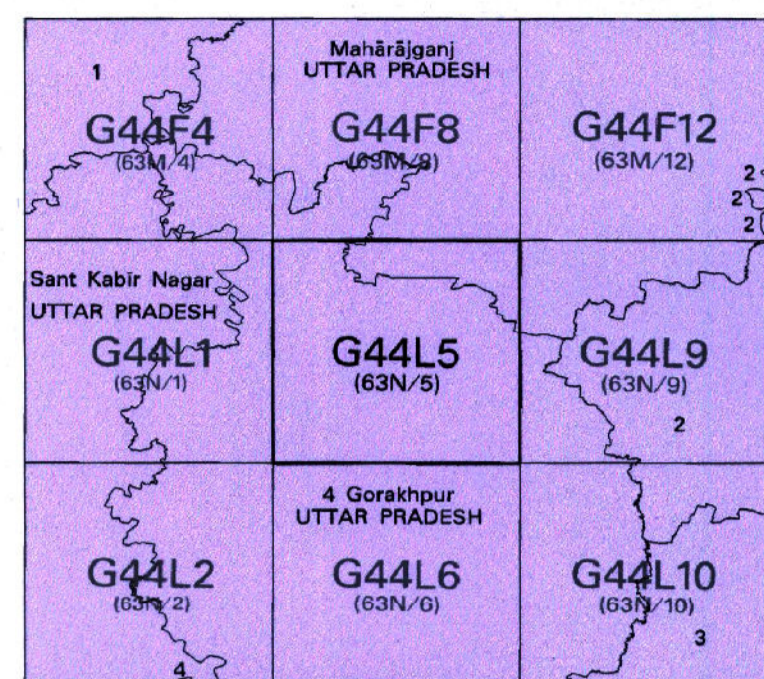 1
Mahārājganj
UTTAR PRADESH
G44F4
(63M/4)
G44F8
(63M/8)
G44F12
(63M/12)
2
2
2
Sant Kabīr Nagar
UTTAR PRADESH
G44L1
(63N/1)
G44L5
(63N/5)
G44L9
(63N/9)
2
4 Gorakhpur
UTTAR PRADESH
G44L2
(63N/2)
G44L6
(63N/6)
G44L10
(63N/10)
3
4